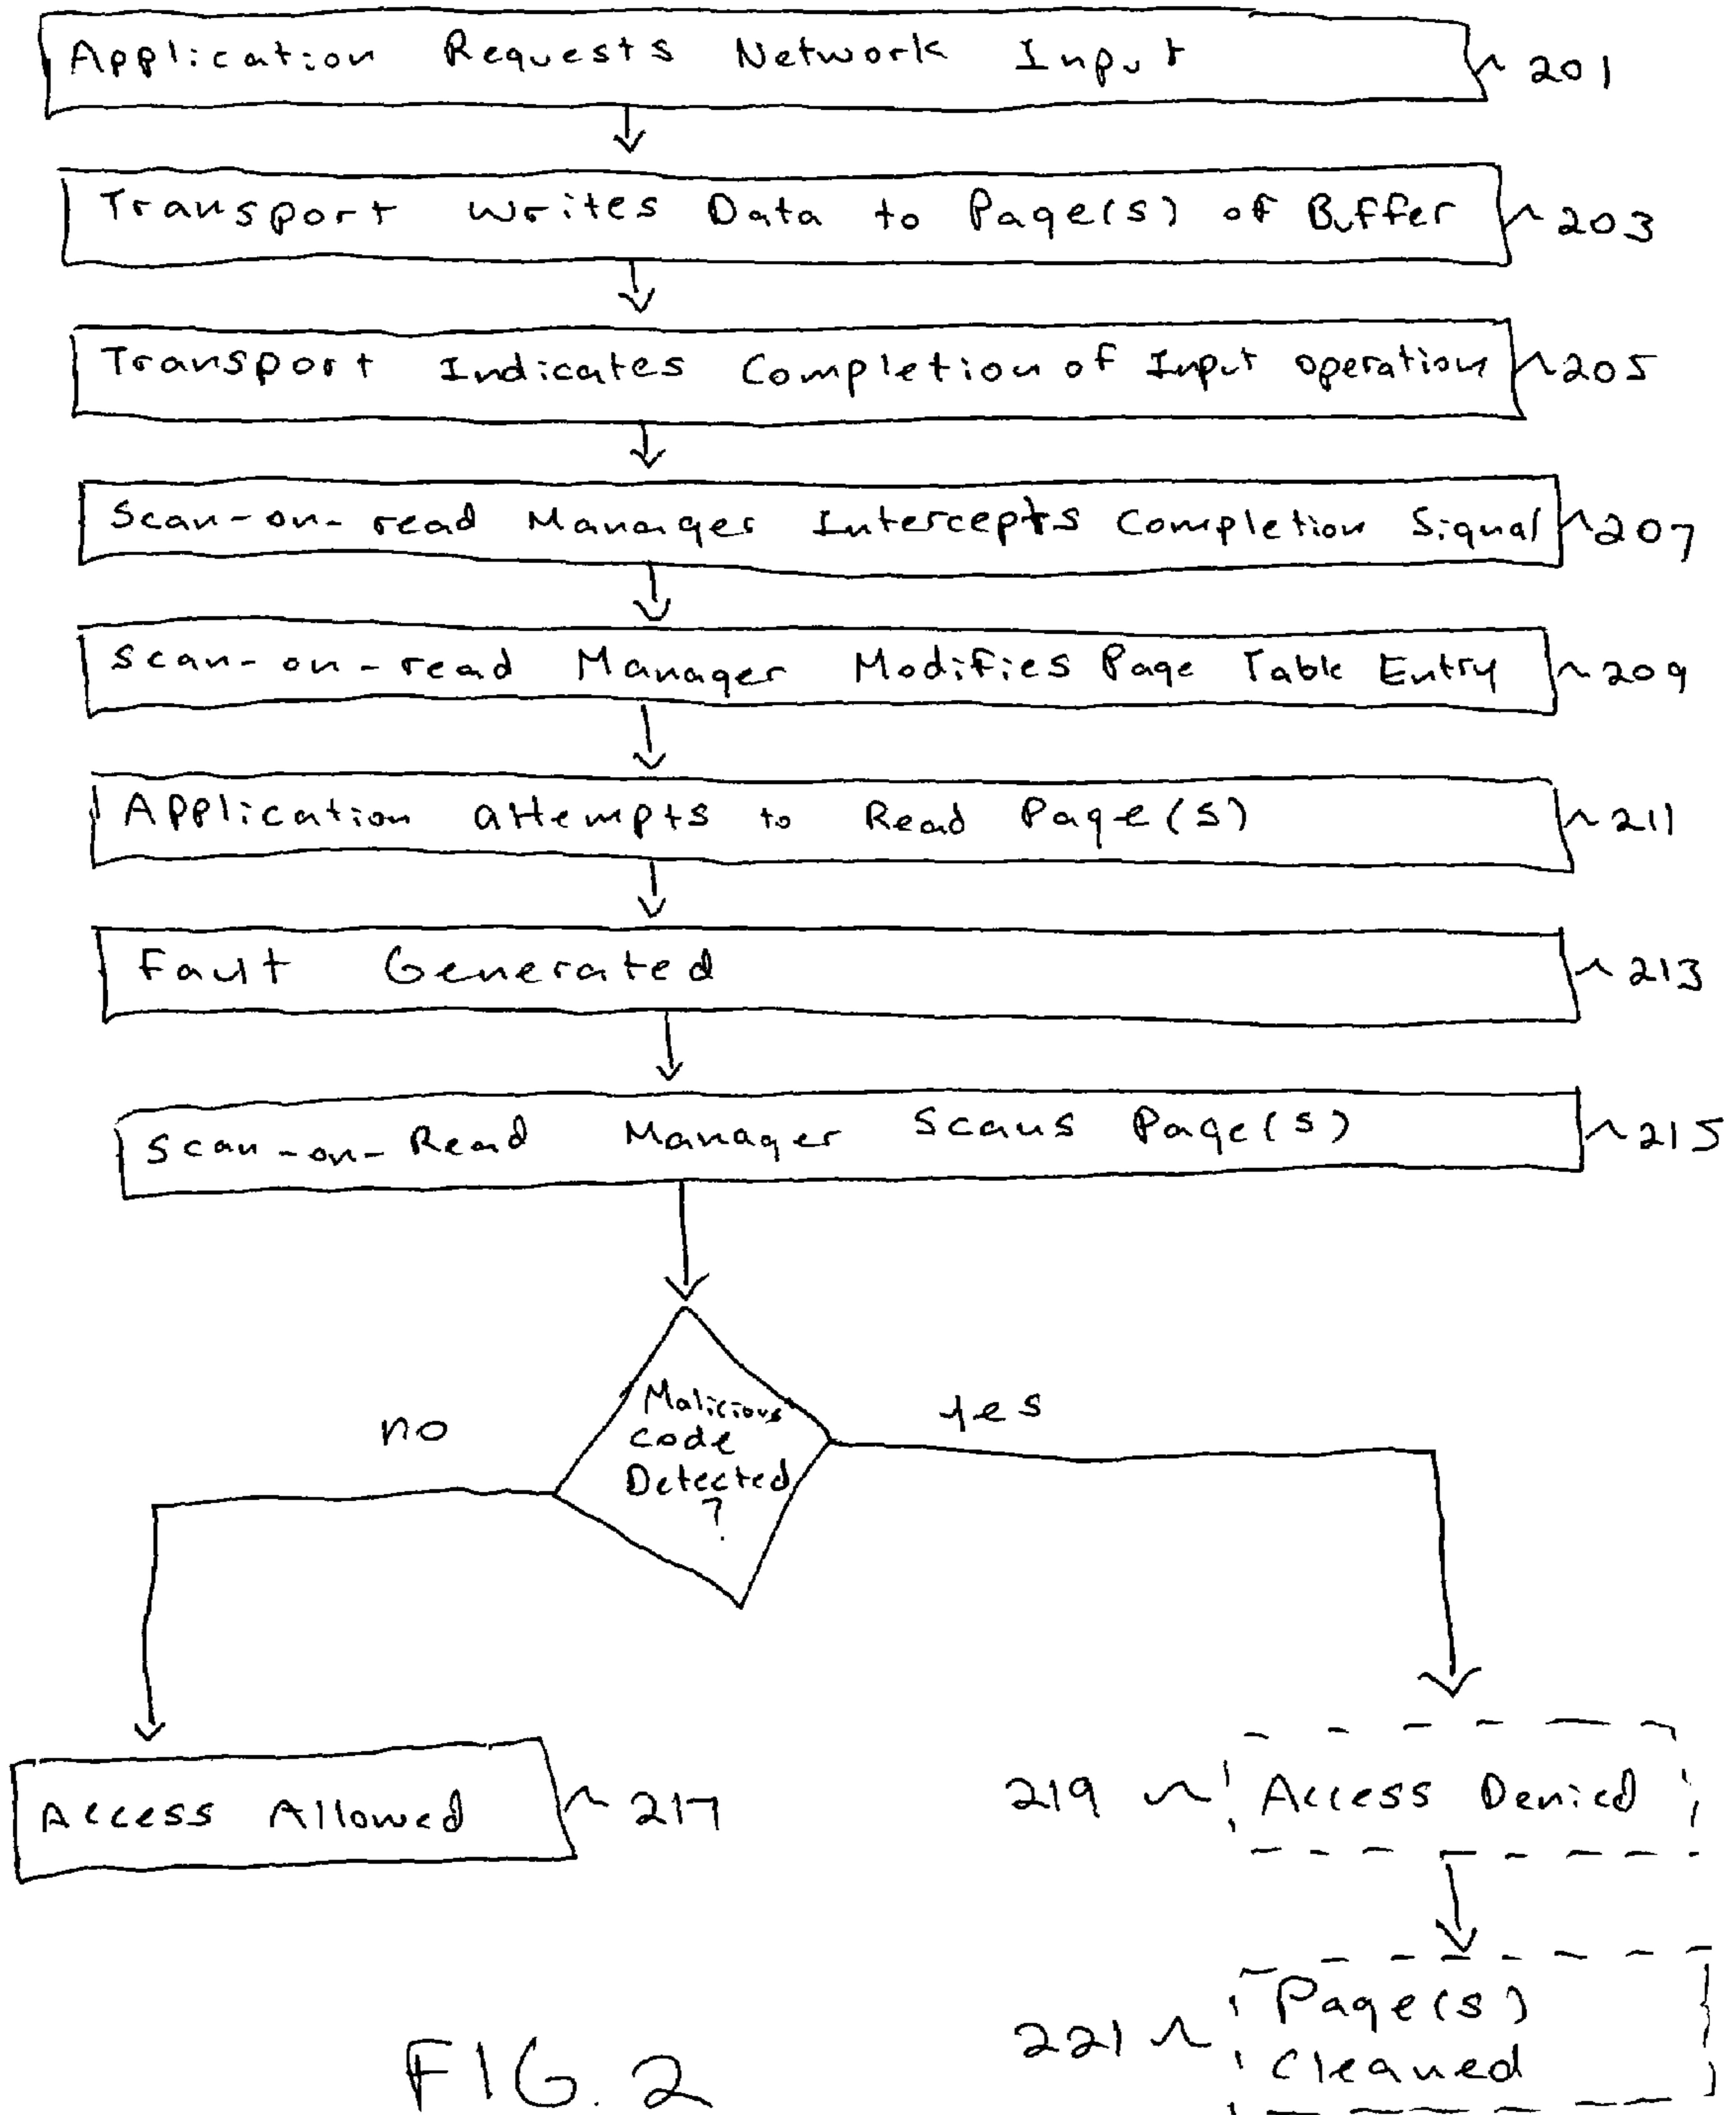 Application Requests Network Input 201
Transport writes Data to Page(s) of Buffer 203
Transport Indicates Completion of Input operation 205
Scan-on-read Manager Intercepts Completion Signal 207
Scan-on-read Manager Modifies Page Table Entry 209
Application attempts to Read Page(s) 211
Fault Generated 213
Scan-on-Read Manager Scans Page(s) 215
Malicious
code
Detected
?
no
yes
Access Allowed 217
219 Access Denied
221 Page(s)
Cleaned
FIG. 2